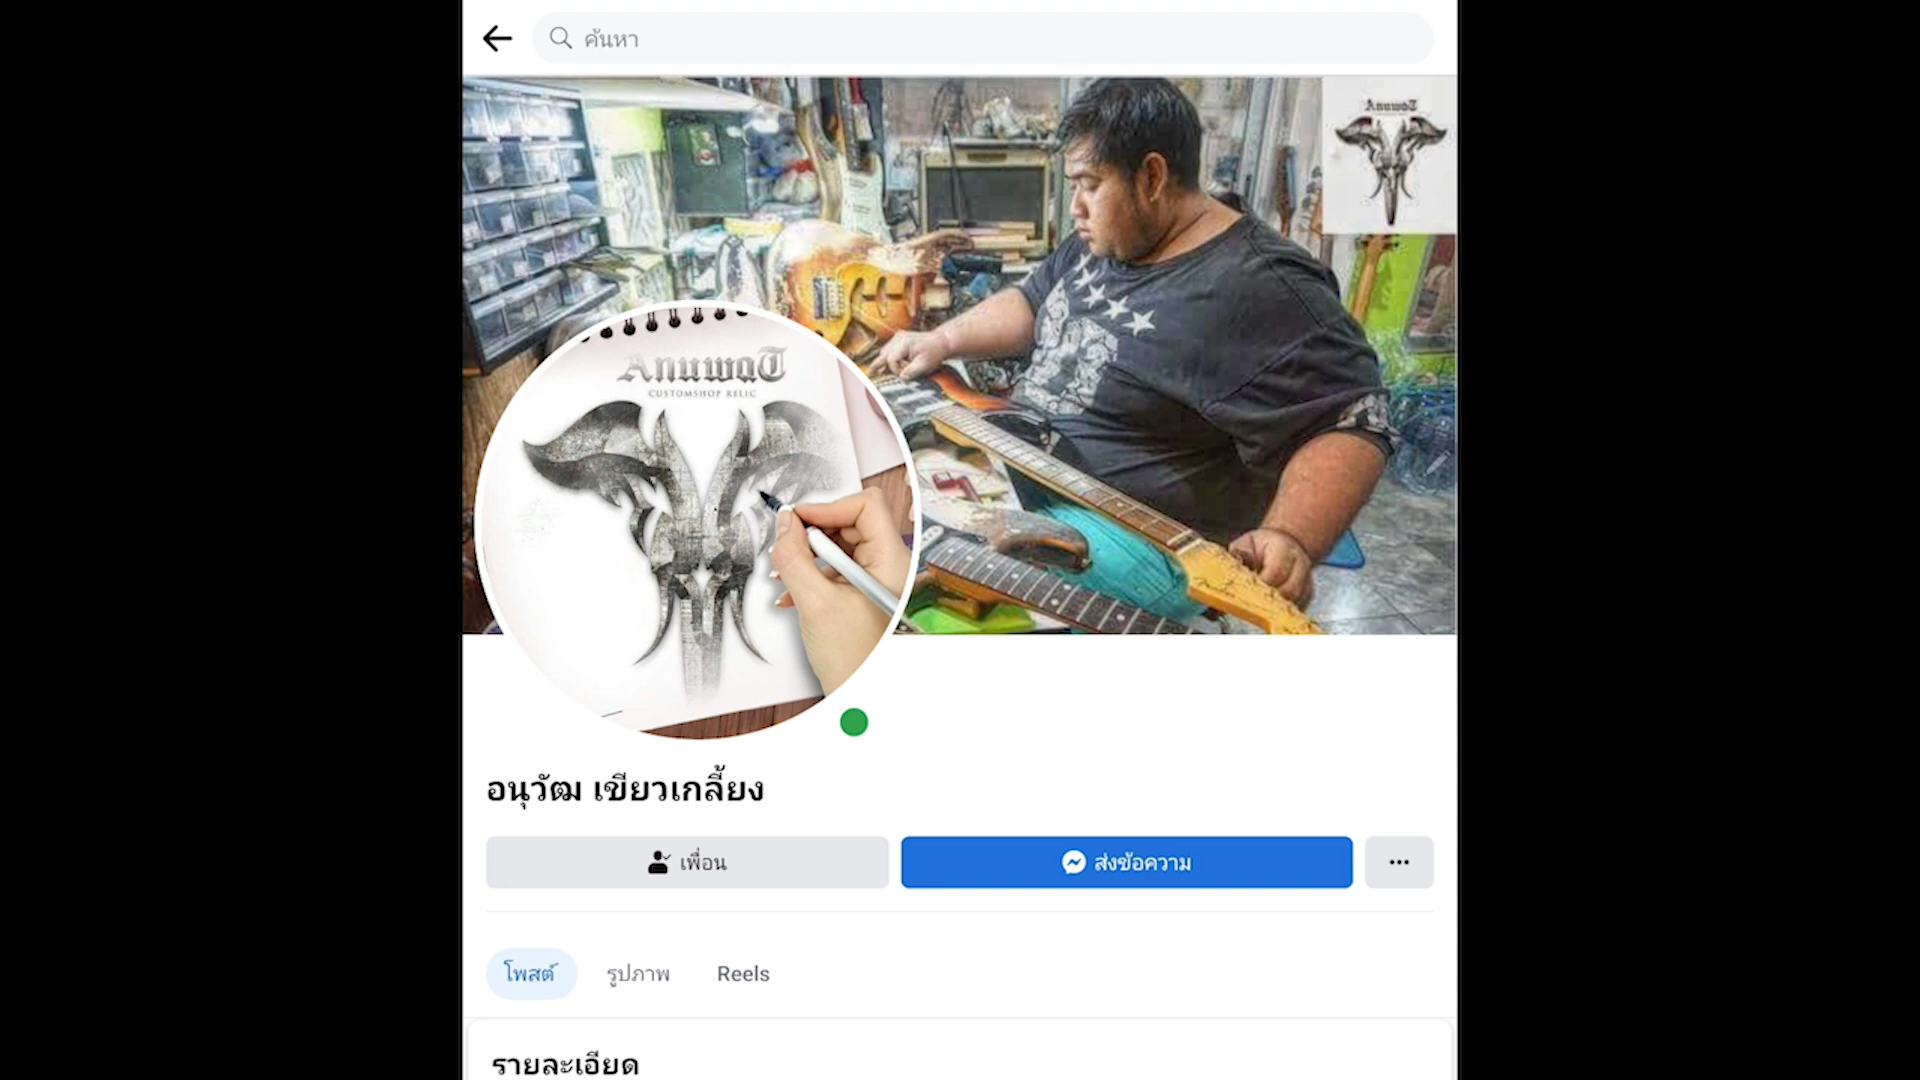 ค้นหา
AnuwaT
AnuwaT
CUSTOMSHOP RELIC
อนุวัฒ เขียวเกลี้ยง
เพื่อน
ส่งข้อความ
โพสต์
รูปภาพ
Reels
รายละเอียด